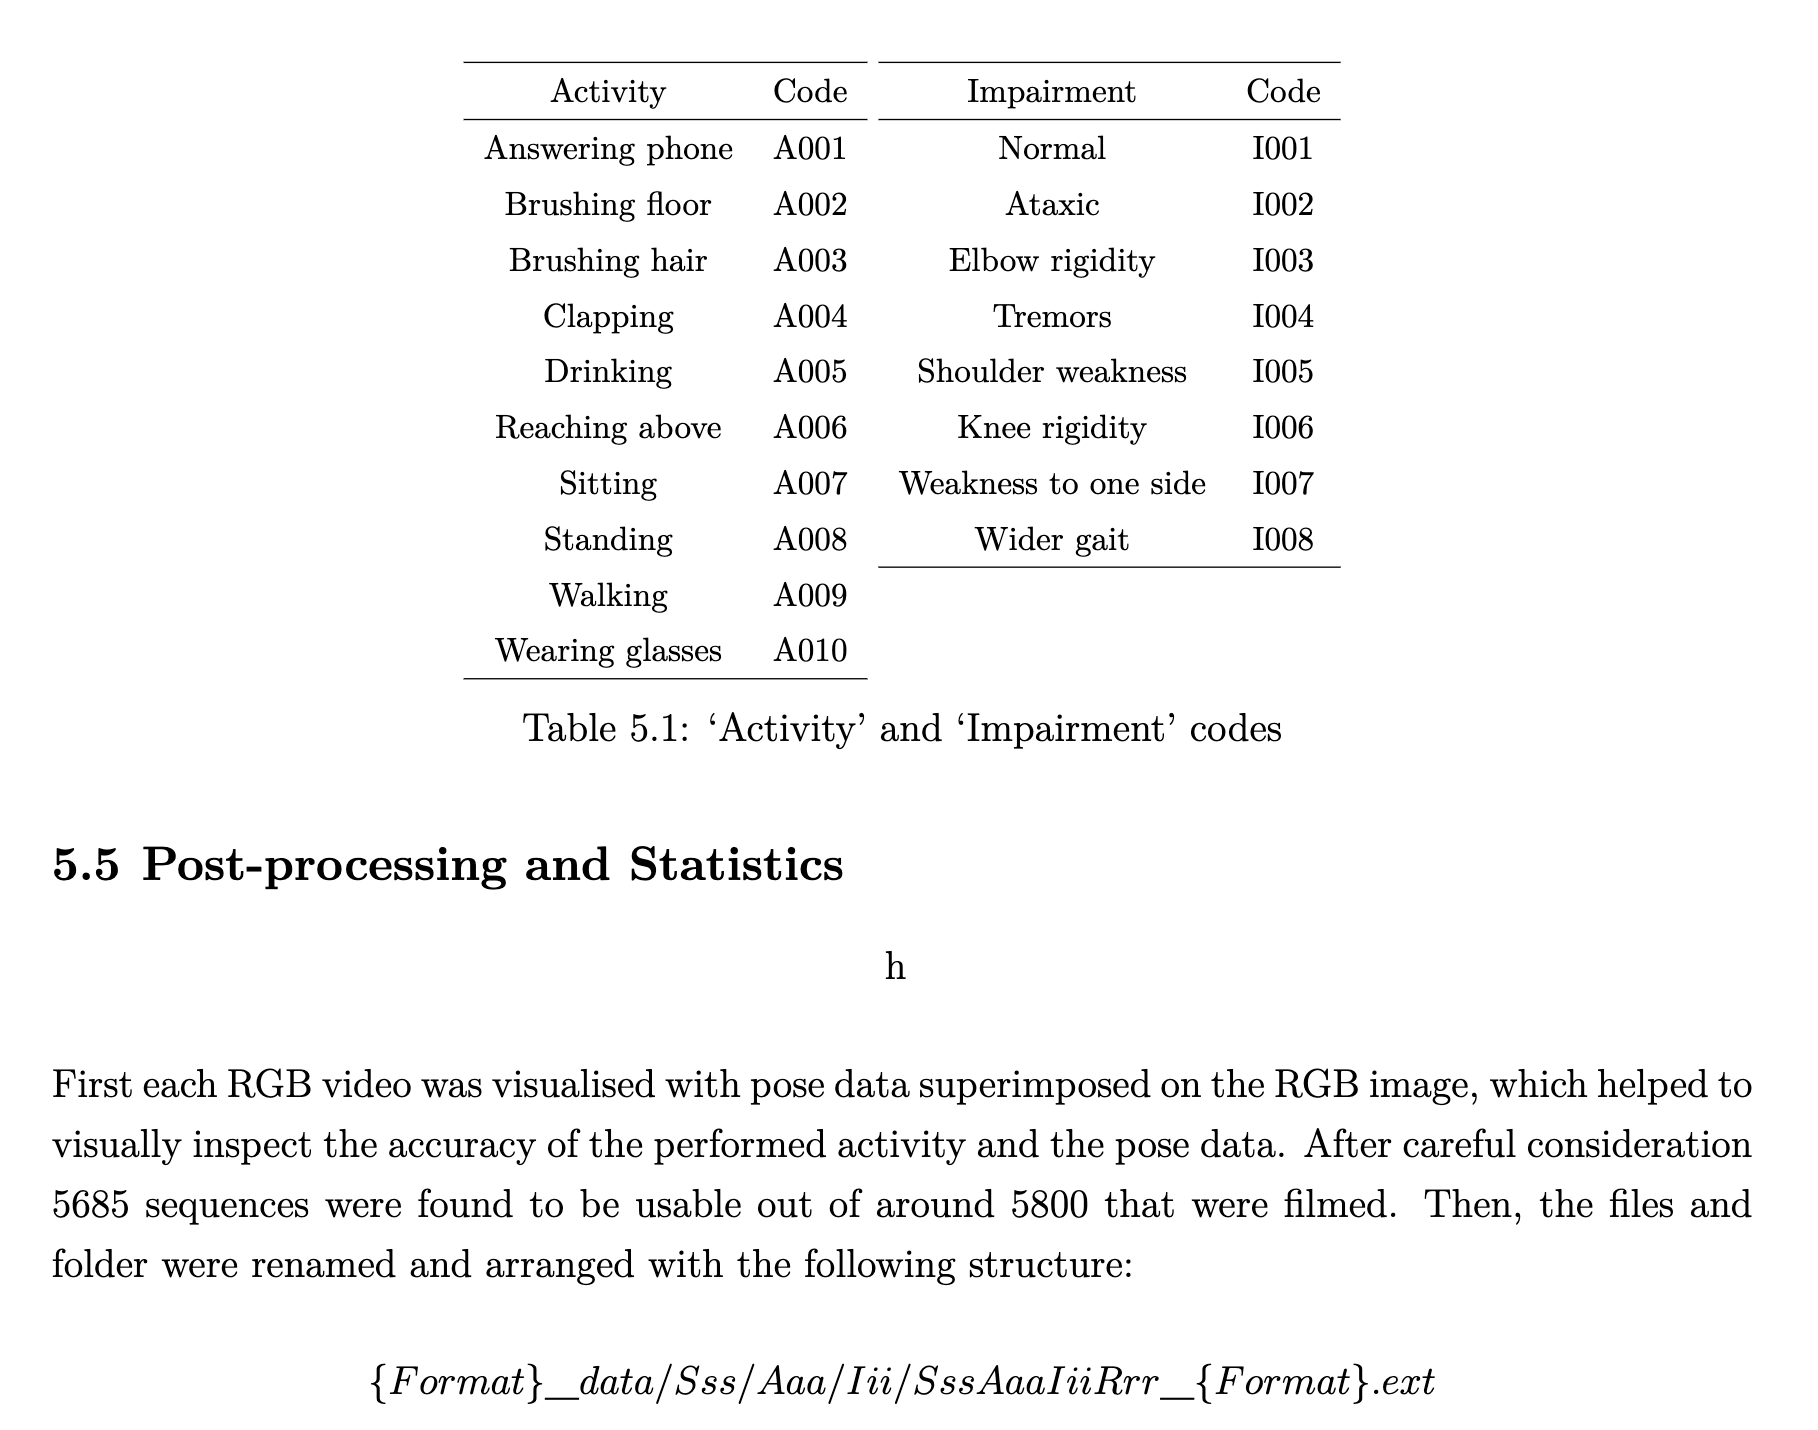 Activity Code Impairment Code
Answering phone A001 Normal I001
Brushing floor A002 Ataxic I002
Brushing hair A003 Elbow rigidity I003
Clapping A004 Tremors I004
Drinking A005 Shoulder weakness I005
Reaching above A006 Knee rigidity I006
Sitting A007 Weakness to one side I007
Standing A008 Wider gait I008
Walking A009
Wearing glasses A010
Table 5.1: ‘Activity’ and ‘Impairment’ codes
5.5 Post-processing and Statistics
h
First each RGB video was visualised with pose data superimposed on the RGB image, which helped to
visually inspect the accuracy of the performed activity and the pose data. After careful consideration
5685 sequences were found to be usable out of around 5800 that were filmed. Then, the files and
folder were renamed and arranged with the following structure:
{Format}_data/Sss/Aaa/Iii/SssAaaIiiRrr_{Format}.ext